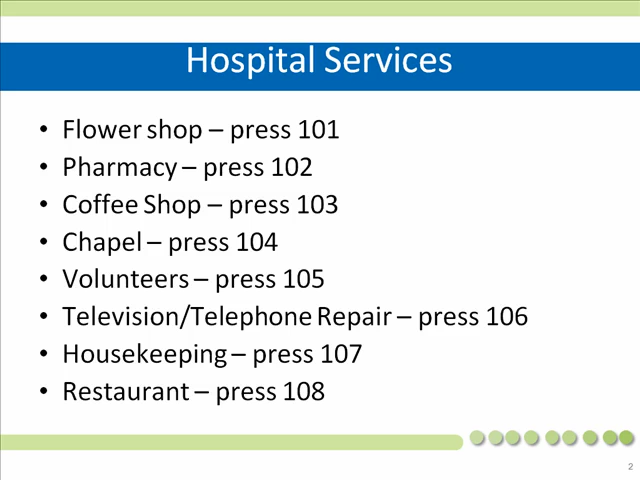 Hospital Services
• Flower shop – press 101
• Pharmacy – press 102
• Coffee Shop – press 103
• Chapel – press 104
• Volunteers – press 105
• Television/Telephone Repair – press 106
• Housekeeping – press 107
• Restaurant – press 108
2